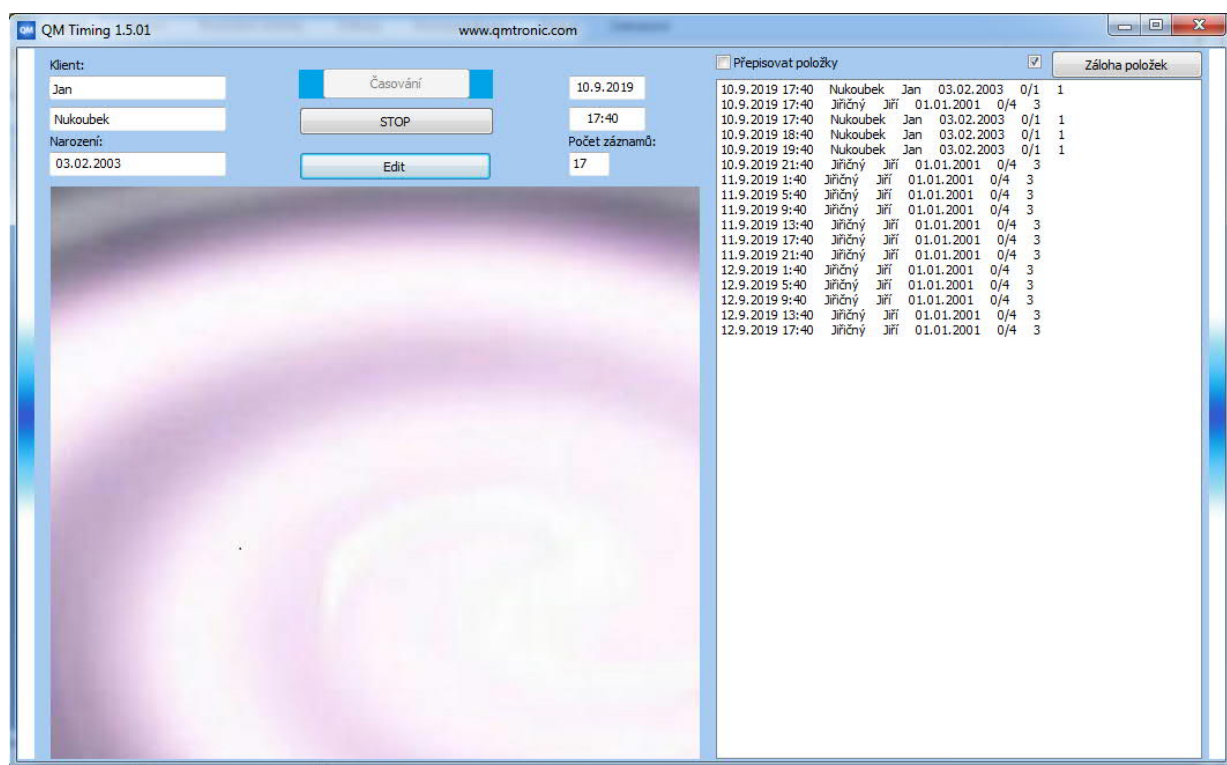 QM QM Timing 1.5.01 www.qmtronic.com
Klient:
Jan
Nukoubek
Narození:
03.02.2003
Časování
STOP
Edit
10.9.2019
17:40
Počet záznamů:
17
Přepisovat položky
Záloha položek
10.9.2019 17:40 Nukoubek Jan 03.02.2003 0/1 1
10.9.2019 17:40 Jiřičný Jiří 01.01.2001 0/4 3
10.9.2019 17:40 Nukoubek Jan 03.02.2003 0/1 1
10.9.2019 18:40 Nukoubek Jan 03.02.2003 0/1 1
10.9.2019 19:40 Nukoubek Jan 03.02.2003 0/1 1
10.9.2019 21:40 Jiřičný Jiří 01.01.2001 0/4 3
11.9.2019 1:40 Jiřičný Jiří 01.01.2001 0/4 3
11.9.2019 5:40 Jiřičný Jiří 01.01.2001 0/4 3
11.9.2019 9:40 Jiřičný Jiří 01.01.2001 0/4 3
11.9.2019 13:40 Jiřičný Jiří 01.01.2001 0/4 3
11.9.2019 17:40 Jiřičný Jiří 01.01.2001 0/4 3
11.9.2019 21:40 Jiřičný Jiří 01.01.2001 0/4 3
12.9.2019 1:40 Jiřičný Jiří 01.01.2001 0/4 3
12.9.2019 5:40 Jiřičný Jiří 01.01.2001 0/4 3
12.9.2019 9:40 Jiřičný Jiří 01.01.2001 0/4 3
12.9.2019 13:40 Jiřičný Jiří 01.01.2001 0/4 3
12.9.2019 17:40 Jiřičný Jiří 01.01.2001 0/4 3